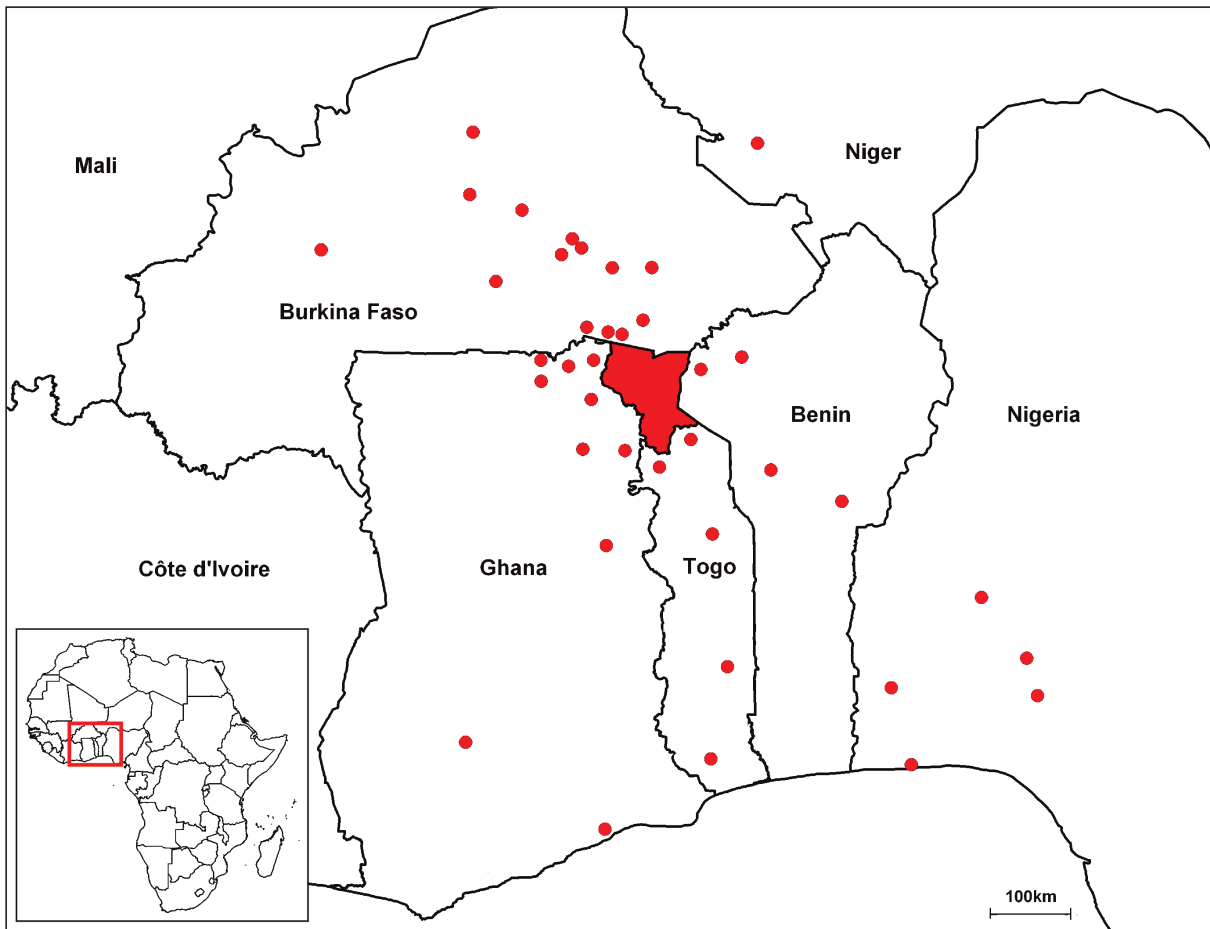 Mali
Niger
Burkina Faso
Benin
Nigeria
Côte d'Ivoire
Ghana
Togo
100km